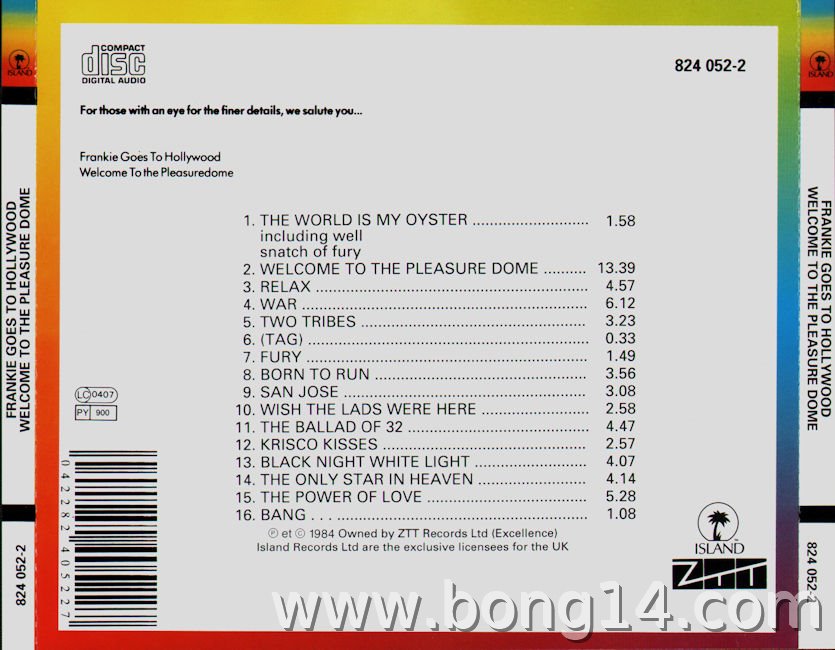 COMPACT
disc
DIGITAL AUDIO
824 052-2
For those with an eye for the finer details, we salute you...
Frankie Goes To Hollywood
Welcome To the Pleasuredome
1. THE WORLD IS MY OYSTER ........................... 1.58
including well
snatch of fury
2. WELCOME TO THE PLEASURE DOME .......... 13.39
3. RELAX .......................................................... 4.57
4. WAR ............................................................. 6.12
5. TWO TRIBES ................................................ 3.23
6. (TAG) ........................................................... 0.33
7. FURY ............................................................ 1.49
8. BORN TO RUN ............................................. 3.56
9. SAN JOSE .................................................... 3.08
10. WISH THE LADS WERE HERE ....................... 2.58
11. THE BALLAD OF 32 ...................................... 4.47
12. KRISCO KISSES ............................................ 2.57
13. BLACK NIGHT WHITE LIGHT ........................ 4.07
14. THE ONLY STAR IN HEAVEN ........................ 4.14
15. THE POWER OF LOVE .................................. 5.28
16. BANG . . . ..................................................... 1.08
Ⓟ et © 1984 Owned by ZTT Records Ltd (Excellence)
Island Records Ltd are the exclusive licensees for the UK
LC 0407
PY 900
0 42282 40522 7
ISLAND
ZTT
ISLAND
FRANKIE GOES TO HOLLYWOOD
WELCOME TO THE PLEASURE DOME
824 052-2
ISLAND
FRANKIE GOES TO HOLLYWOOD
WELCOME TO THE PLEASURE DOME
824 052-2
www.bong14.com